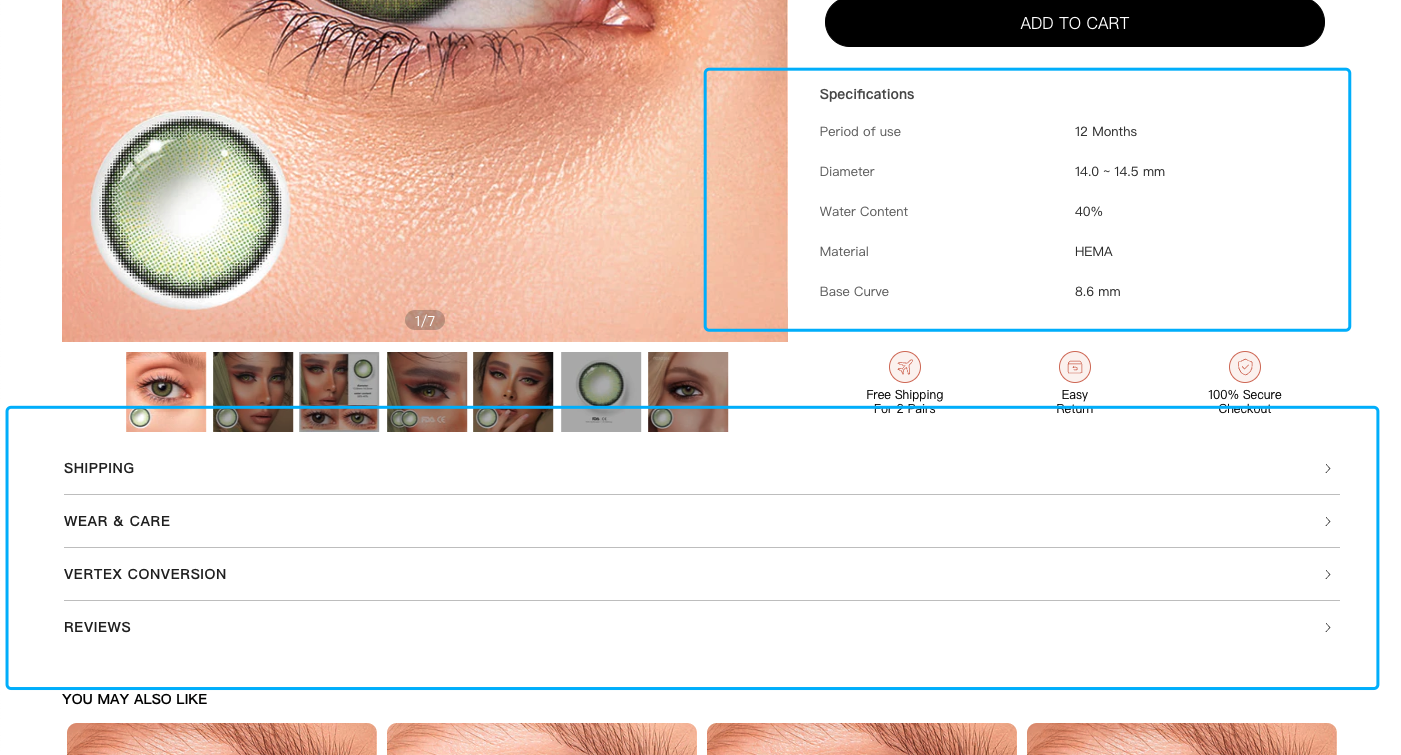 ADD TO CART
Specifications
Period of use 12 Months
Diameter 14.0 ~ 14.5 mm
Water Content 40%
Material HEMA
Base Curve 8.6 mm
1/7
Free Shipping
For 2 Pairs
Easy
Return
100% Secure
Checkout
SHIPPING
WEAR & CARE
VERTEX CONVERSION
REVIEWS
YOU MAY ALSO LIKE